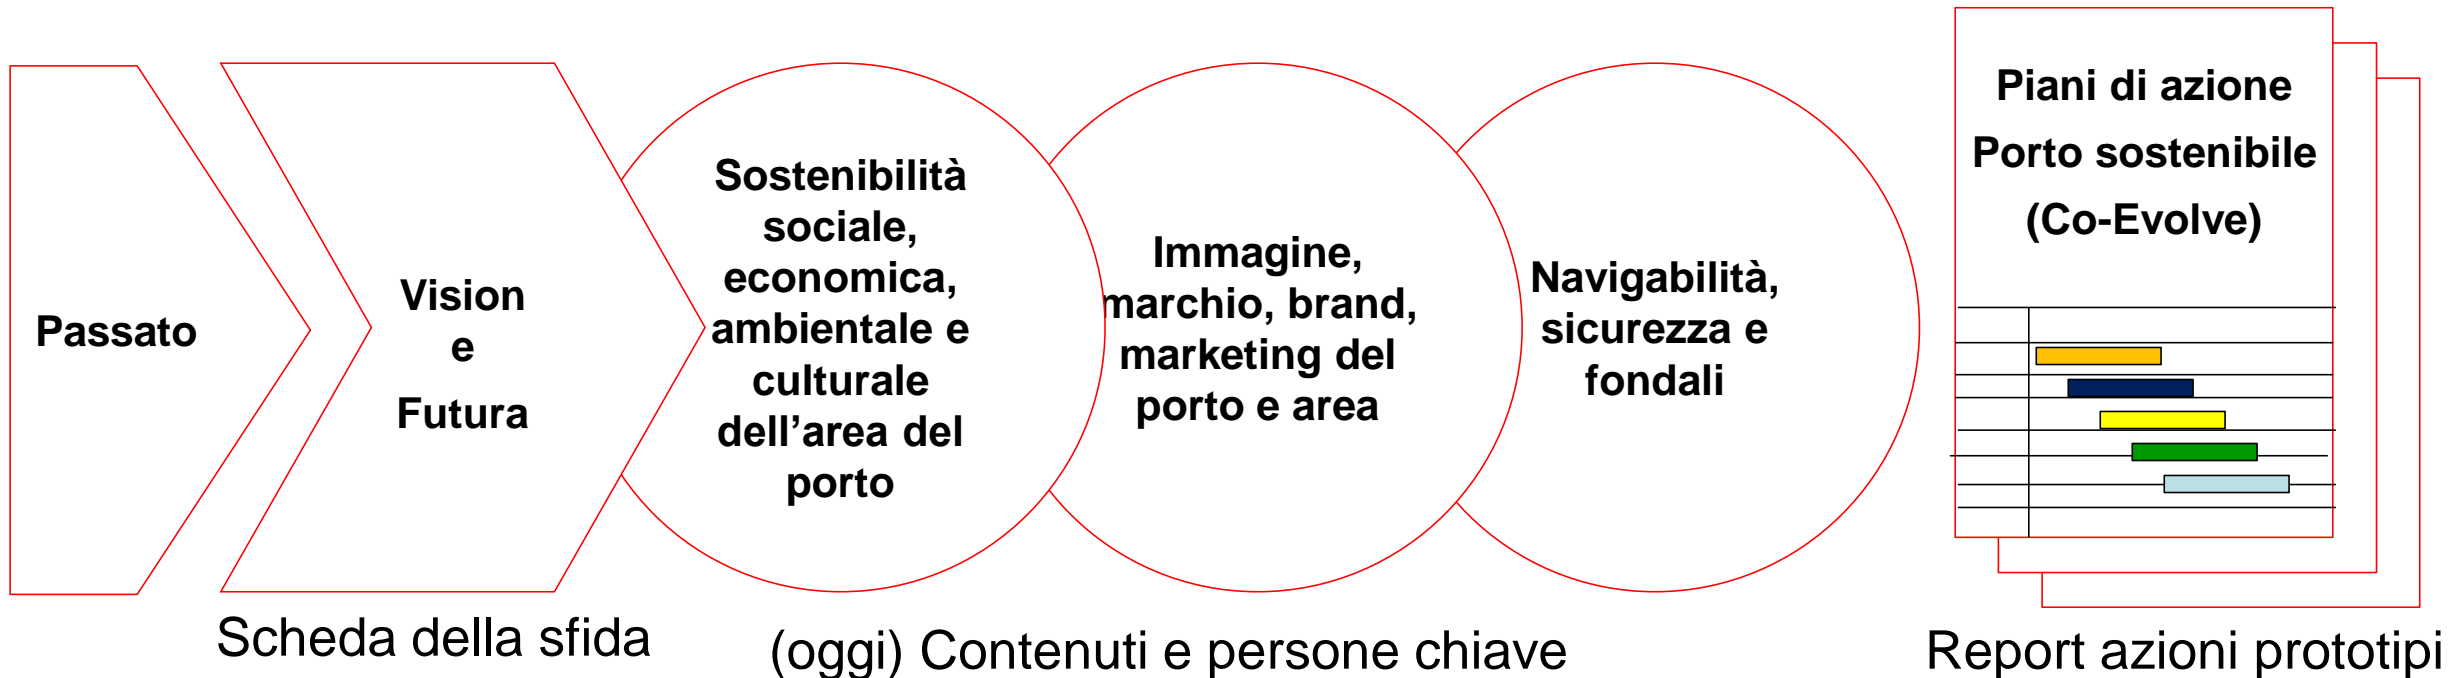 Passato
Vision
e
Futura
Sostenibilità
sociale,
economica,
ambientale e
culturale
dell’area del
porto
Immagine,
marchio, brand,
marketing del
porto e area
Navigabilità,
sicurezza e
fondali
Piani di azione
Porto sostenibile
(Co-Evolve)
Scheda della sfida
(oggi) Contenuti e persone chiave
Report azioni prototipi